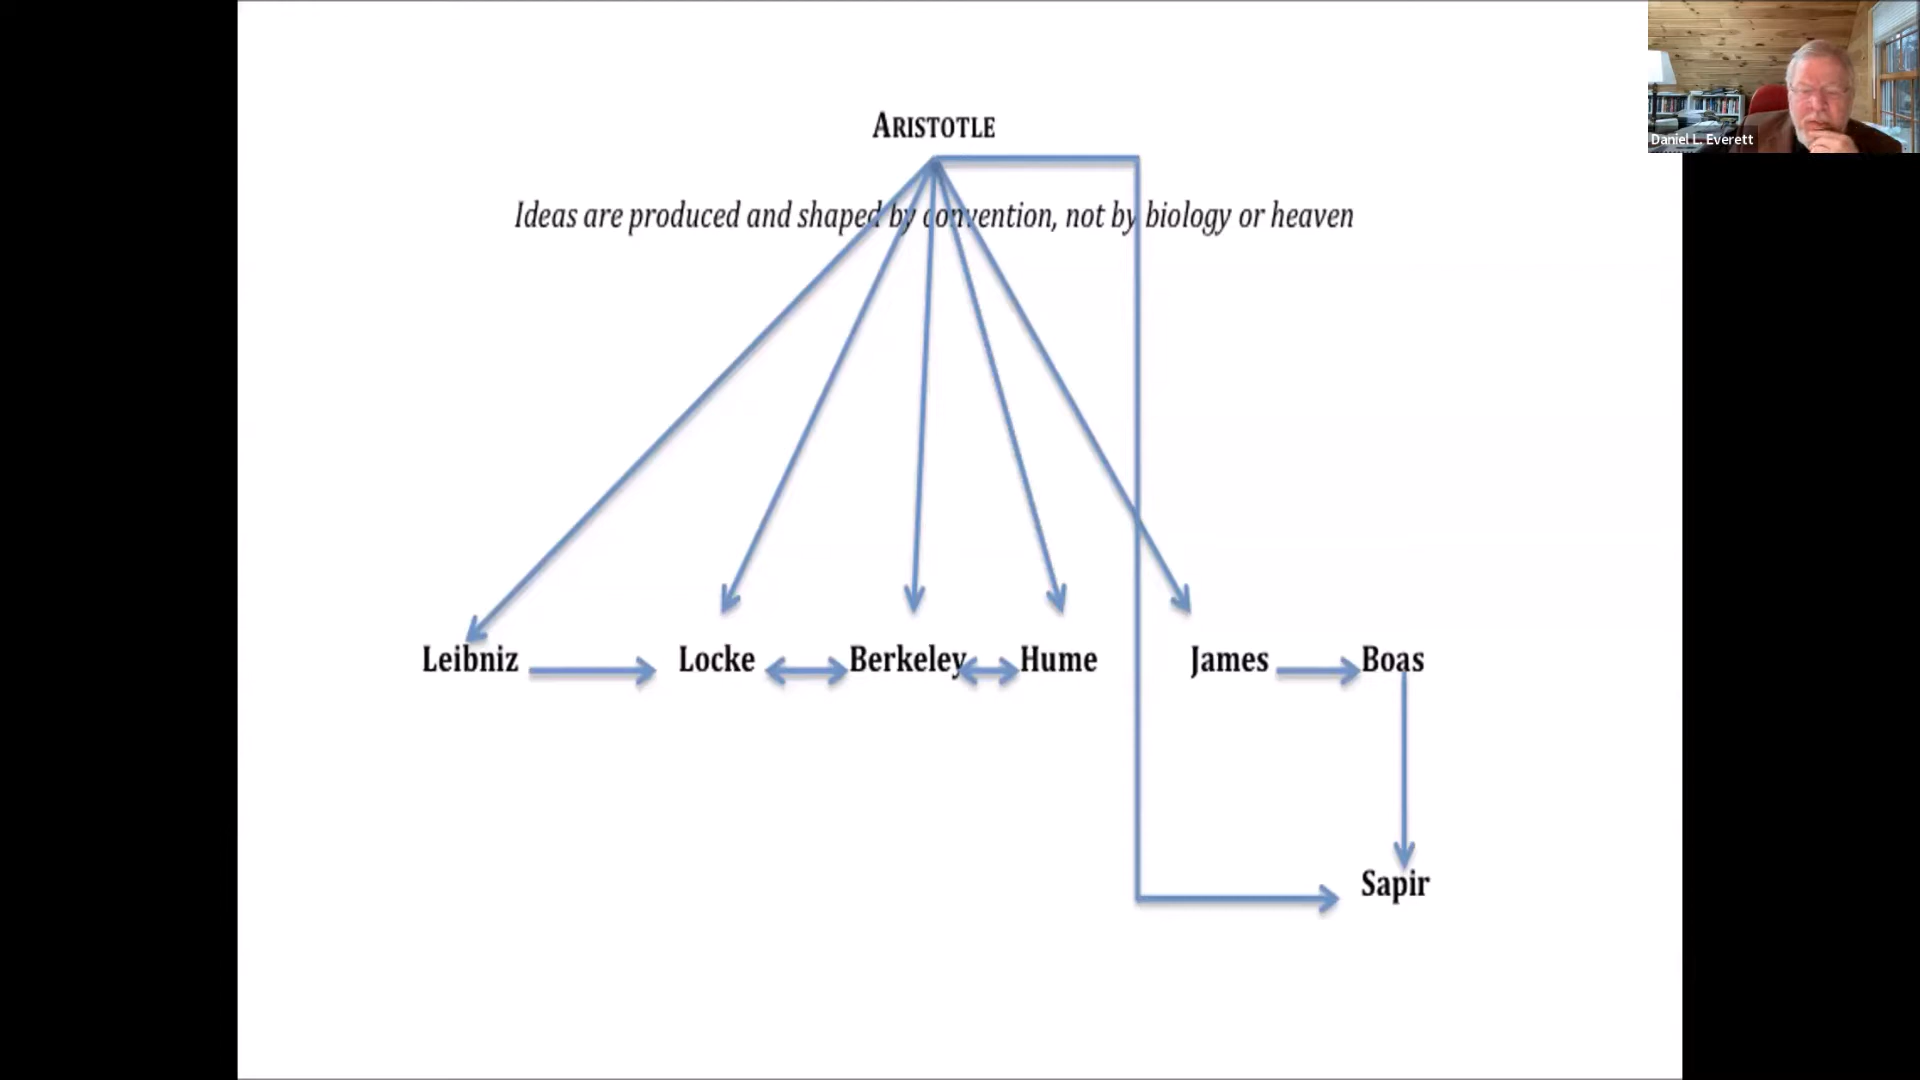 ARISTOTLE
Daniel L. Everett
Ideas are produced and shaped by convention, not by biology or heaven
Leibniz Locke Berkeley Hume James Boas
Sapir